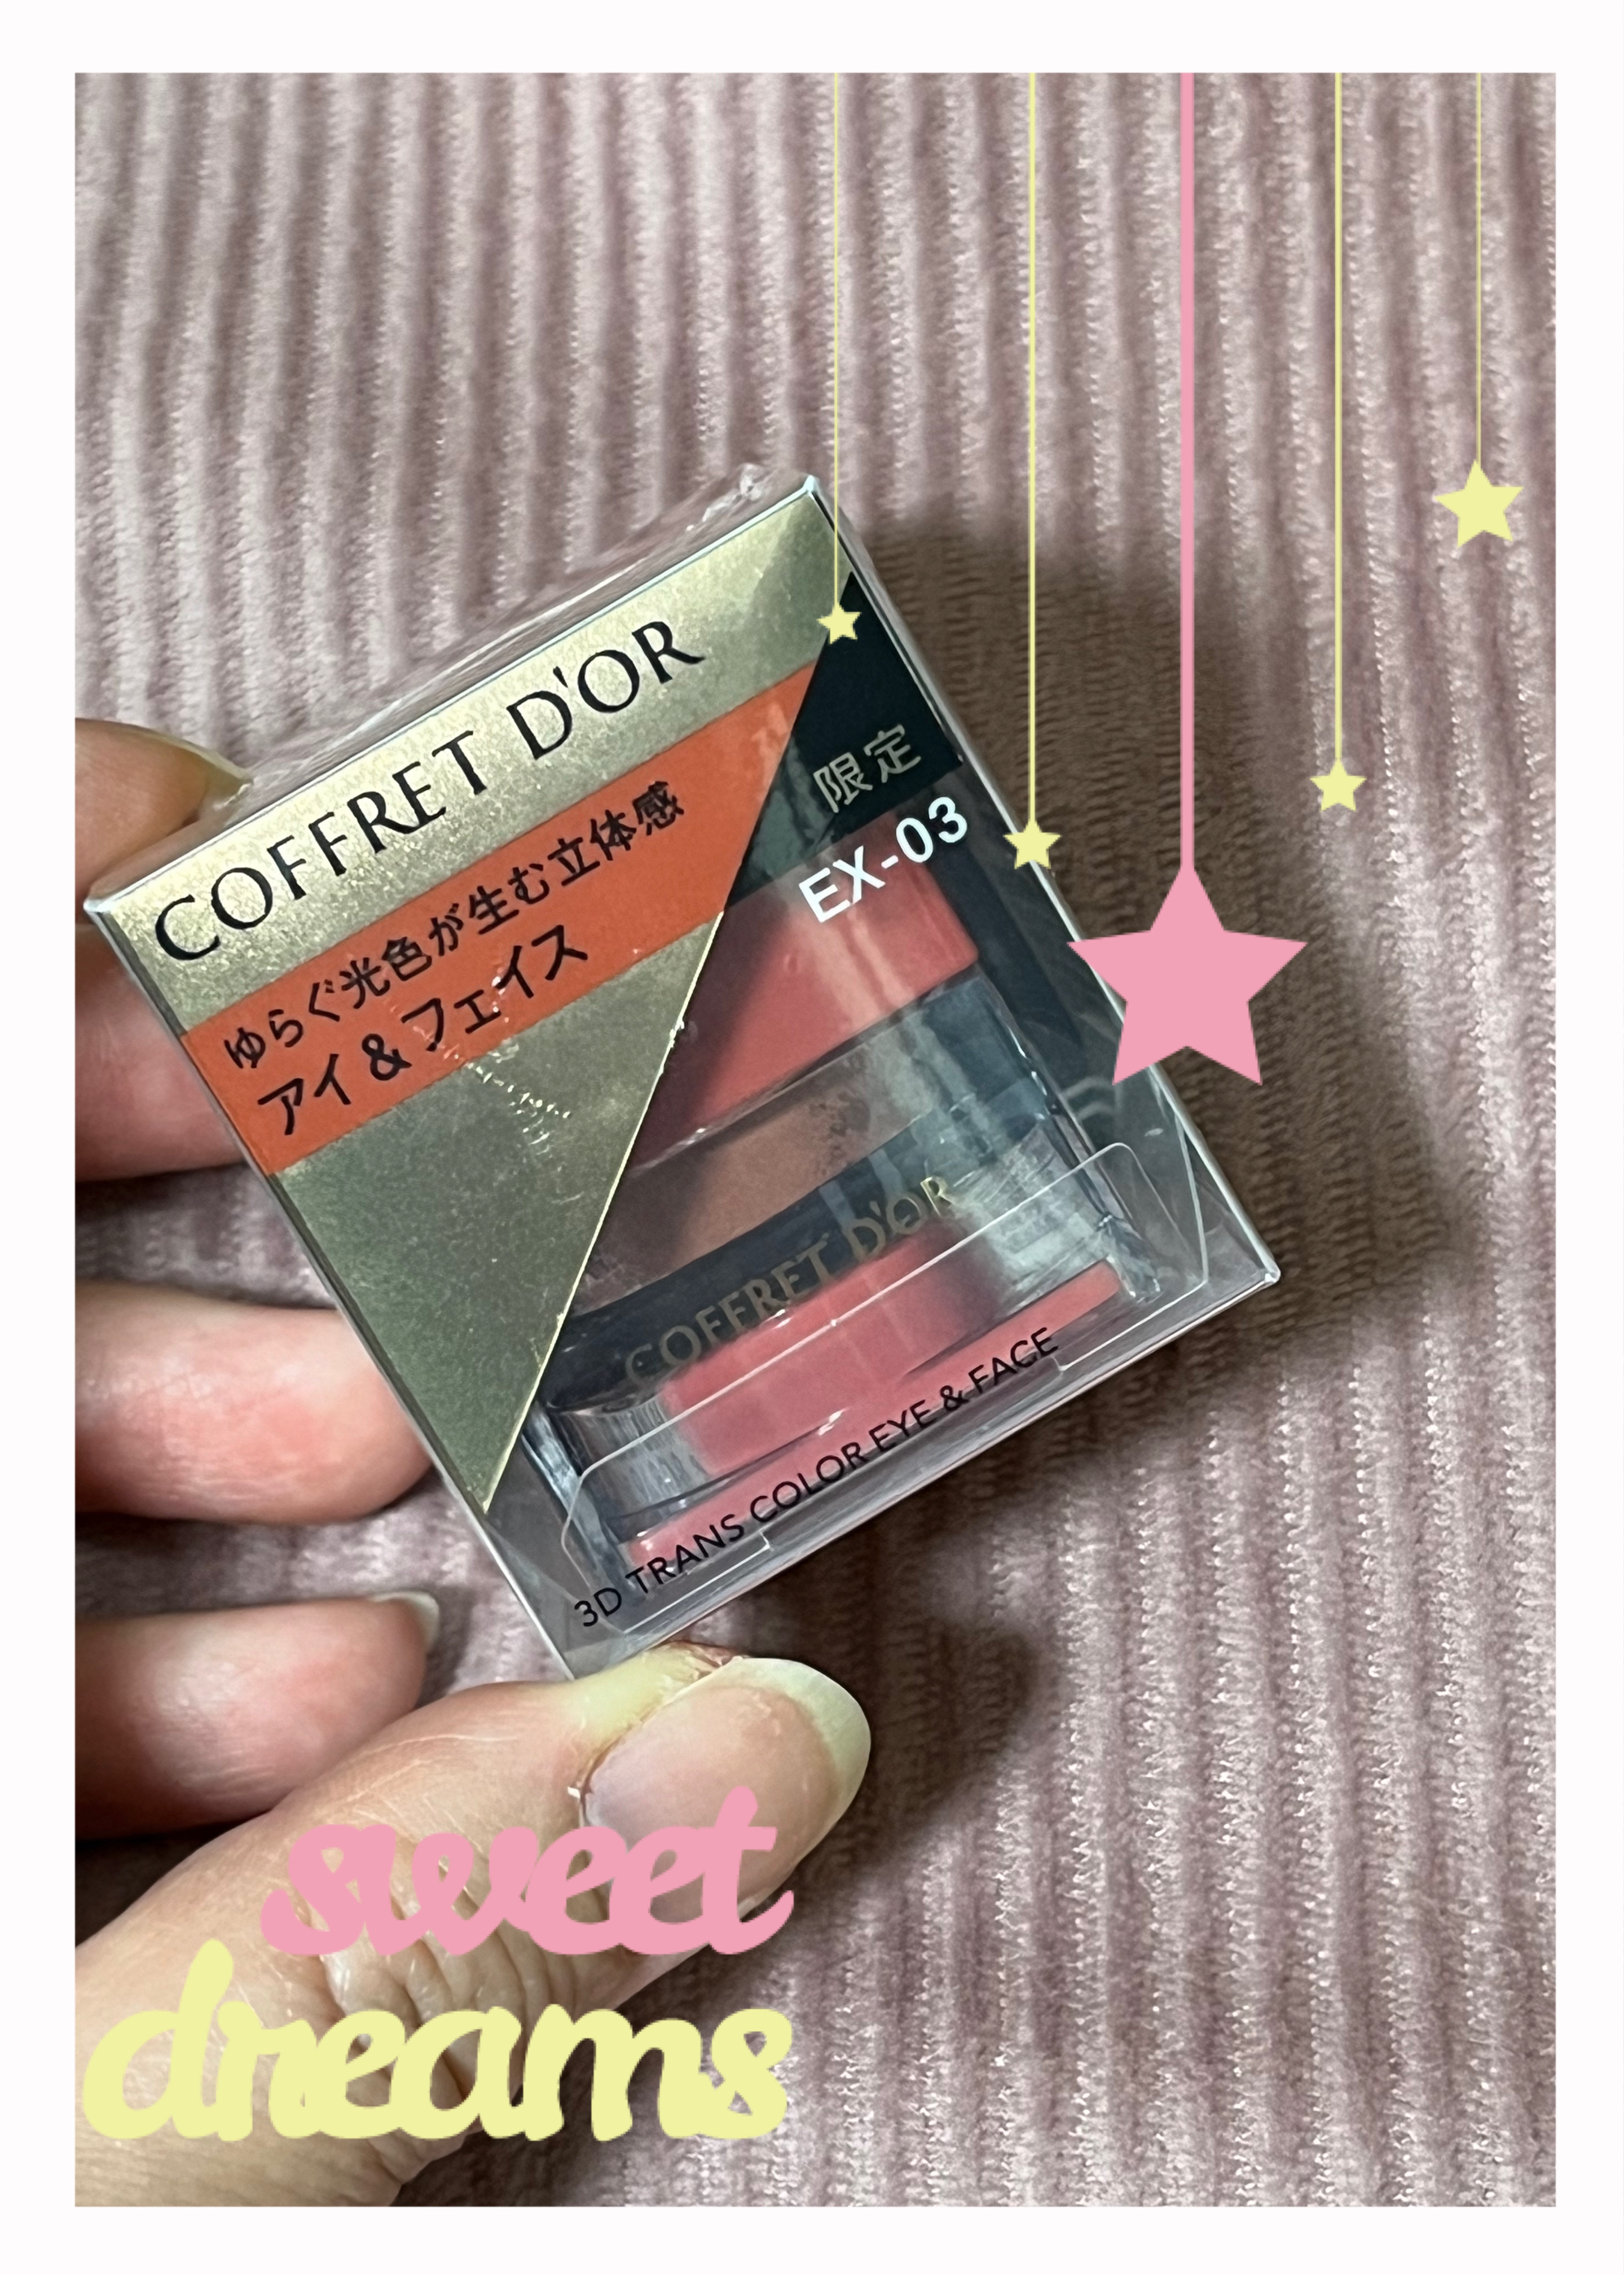 COFFRET D'OR
ゆらぐ光色が生む立体感
アイ&フェイス
限定
EX-03
COFFRET D'OR
3D TRANS COLOR EYE & FACE
sweet
dreams